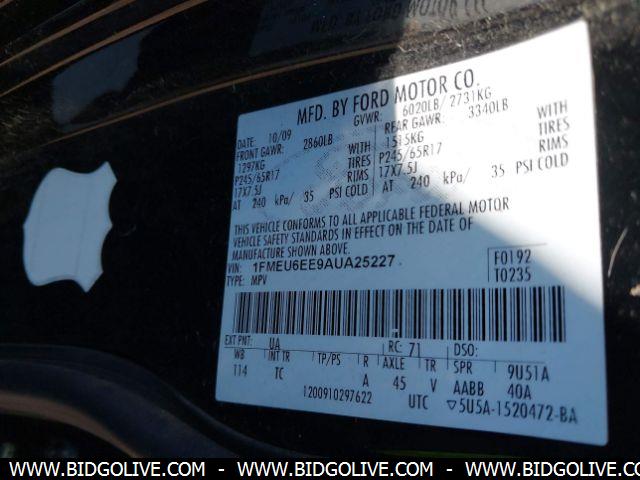 MFD. BY FORD MOTOR CO.
10/09 GVWR: 6020LB/ 2731KG
FRONT GAWR: 2860LB REAR GAWR: 3340LB
1297KG WITH 1515KG WITH
P245/65R17 TIRES P245/65R17 TIRES
17X7.5J RIMS 17X7.5J RIMS
AT 240 kPa/ 35 PSI COLD AT 240 kPa/ 35 PSI COLD
THIS VEHICLE CONFORMS TO ALL APPLICABLE FEDERAL MOTOR
VEHICLE SAFETY STANDARDS IN EFFECT ON THE DATE OF
MANUFACTURE SHOWN ABOVE.
VIN: 1FMEU6EE9AUA25227 F0192
TYPE: MPV T0235
EXT PNT: UA RC: 71 DSO:
WB INT TR TP/PS R AXLE TR SPR 9U51A
114 TC A 45 V AABB 40A
1200910297622 UTC ▽5U5A-1520472-BA
WWW.BIDGOLIVE.COM - WWW.BIDGOLIVE.COM - WWW.BIDGOLIVE.COM